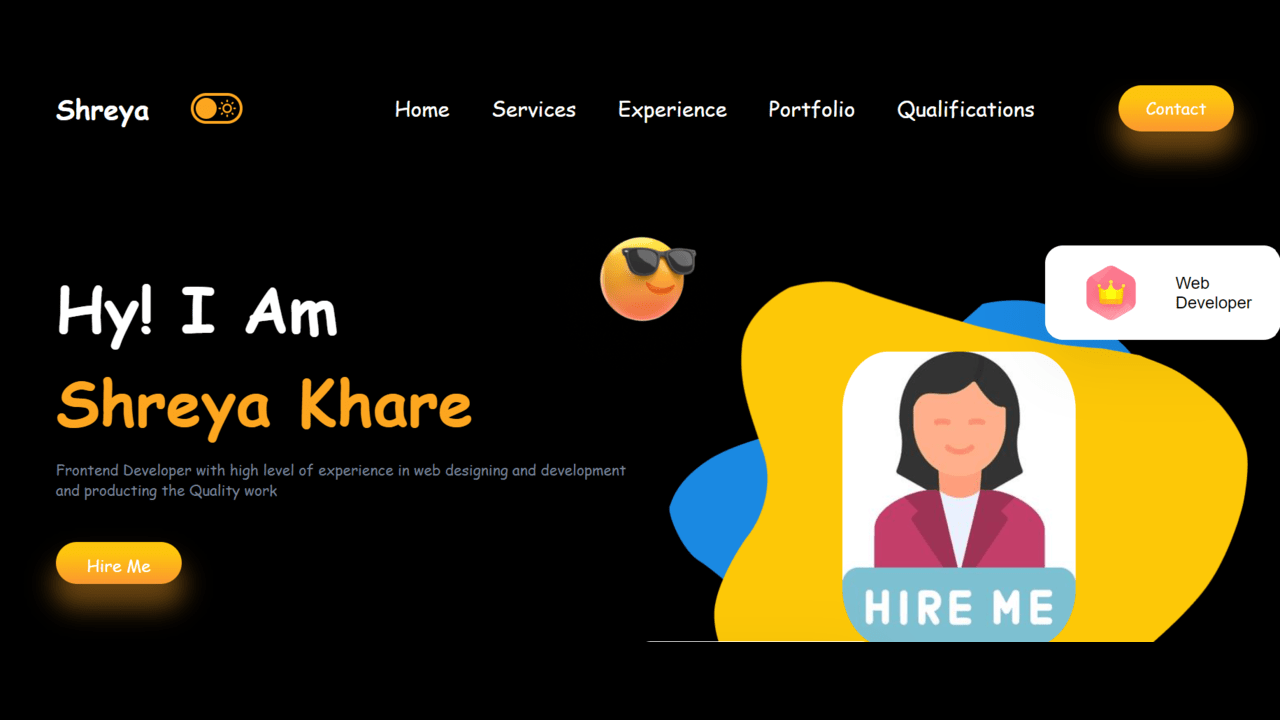 Shreya
Home
Services
Experience
Portfolio
Qualifications
Contact
Hy! I Am
Shreya Khare
Frontend Developer with high level of experience in web designing and development
and producting the Quality work
Hire Me
Web
Developer
HIRE ME